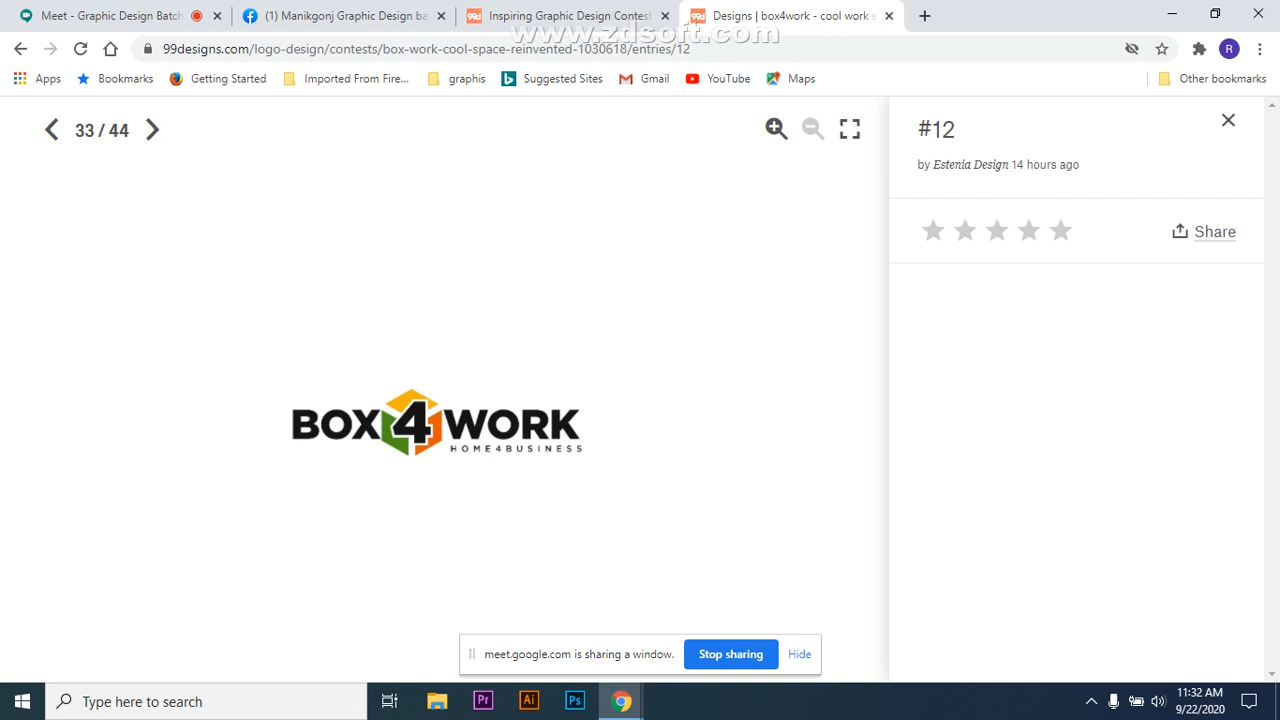 Meet - Graphic Design Batch
(1) Manikgonj Graphic Design b
Inspiring Graphic Design Contest
Designs | box4work - cool work s
www.zdsoft.com
99designs.com/logo-design/contests/box-work-cool-space-reinvented-1030618/entries/12
R
Apps
Bookmarks
Getting Started
Imported From Fire...
graphis
Suggested Sites
Gmail
YouTube
Maps
Other bookmarks
33 / 44
#12
by Estenia Design 14 hours ago
Share
BOX4WORK
HOME4BUSINESS
meet.google.com is sharing a window.
Stop sharing
Hide
Type here to search
Pr
Ai
Ps
11:32 AM
9/22/2020